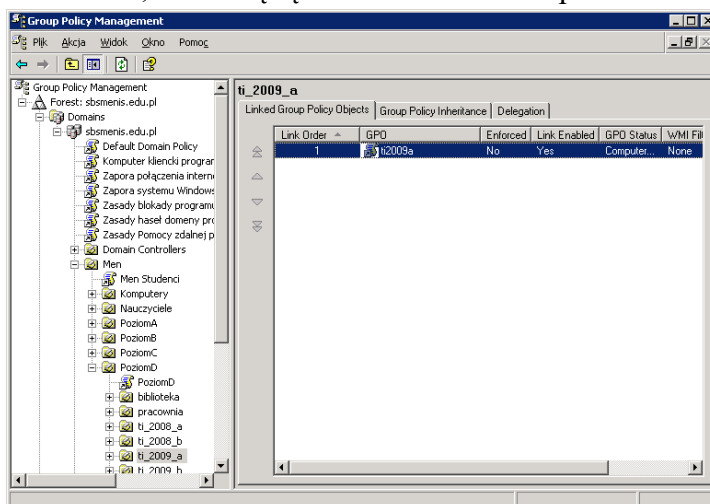 Group Policy Management
Plik Akcja Widok Okno Pomoc
Group Policy Management
Forest: sbsmenis.edu.pl
Domains
sbsmenis.edu.pl
Default Domain Policy
Komputer kliencki progran
Zapora połączenia interne
Zapora systemu Windows
Zasady blokady programu
Zasady haseł domeny pro
Zasady Pomocy zdalnej p
Domain Controllers
Men
Men Studenci
Komputery
Nauczyciele
PoziomA
PoziomB
PoziomC
PoziomD
PoziomD
biblioteka
pracownia
ti_2008_a
ti_2008_b
ti_2009_a
ti_2009_b
ti_2009_a
Linked Group Policy Objects Group Policy Inheritance Delegation
Link Order GPO Enforced Link Enabled GPO Status WMI Filt
1 ti2009a No Yes Computer... None